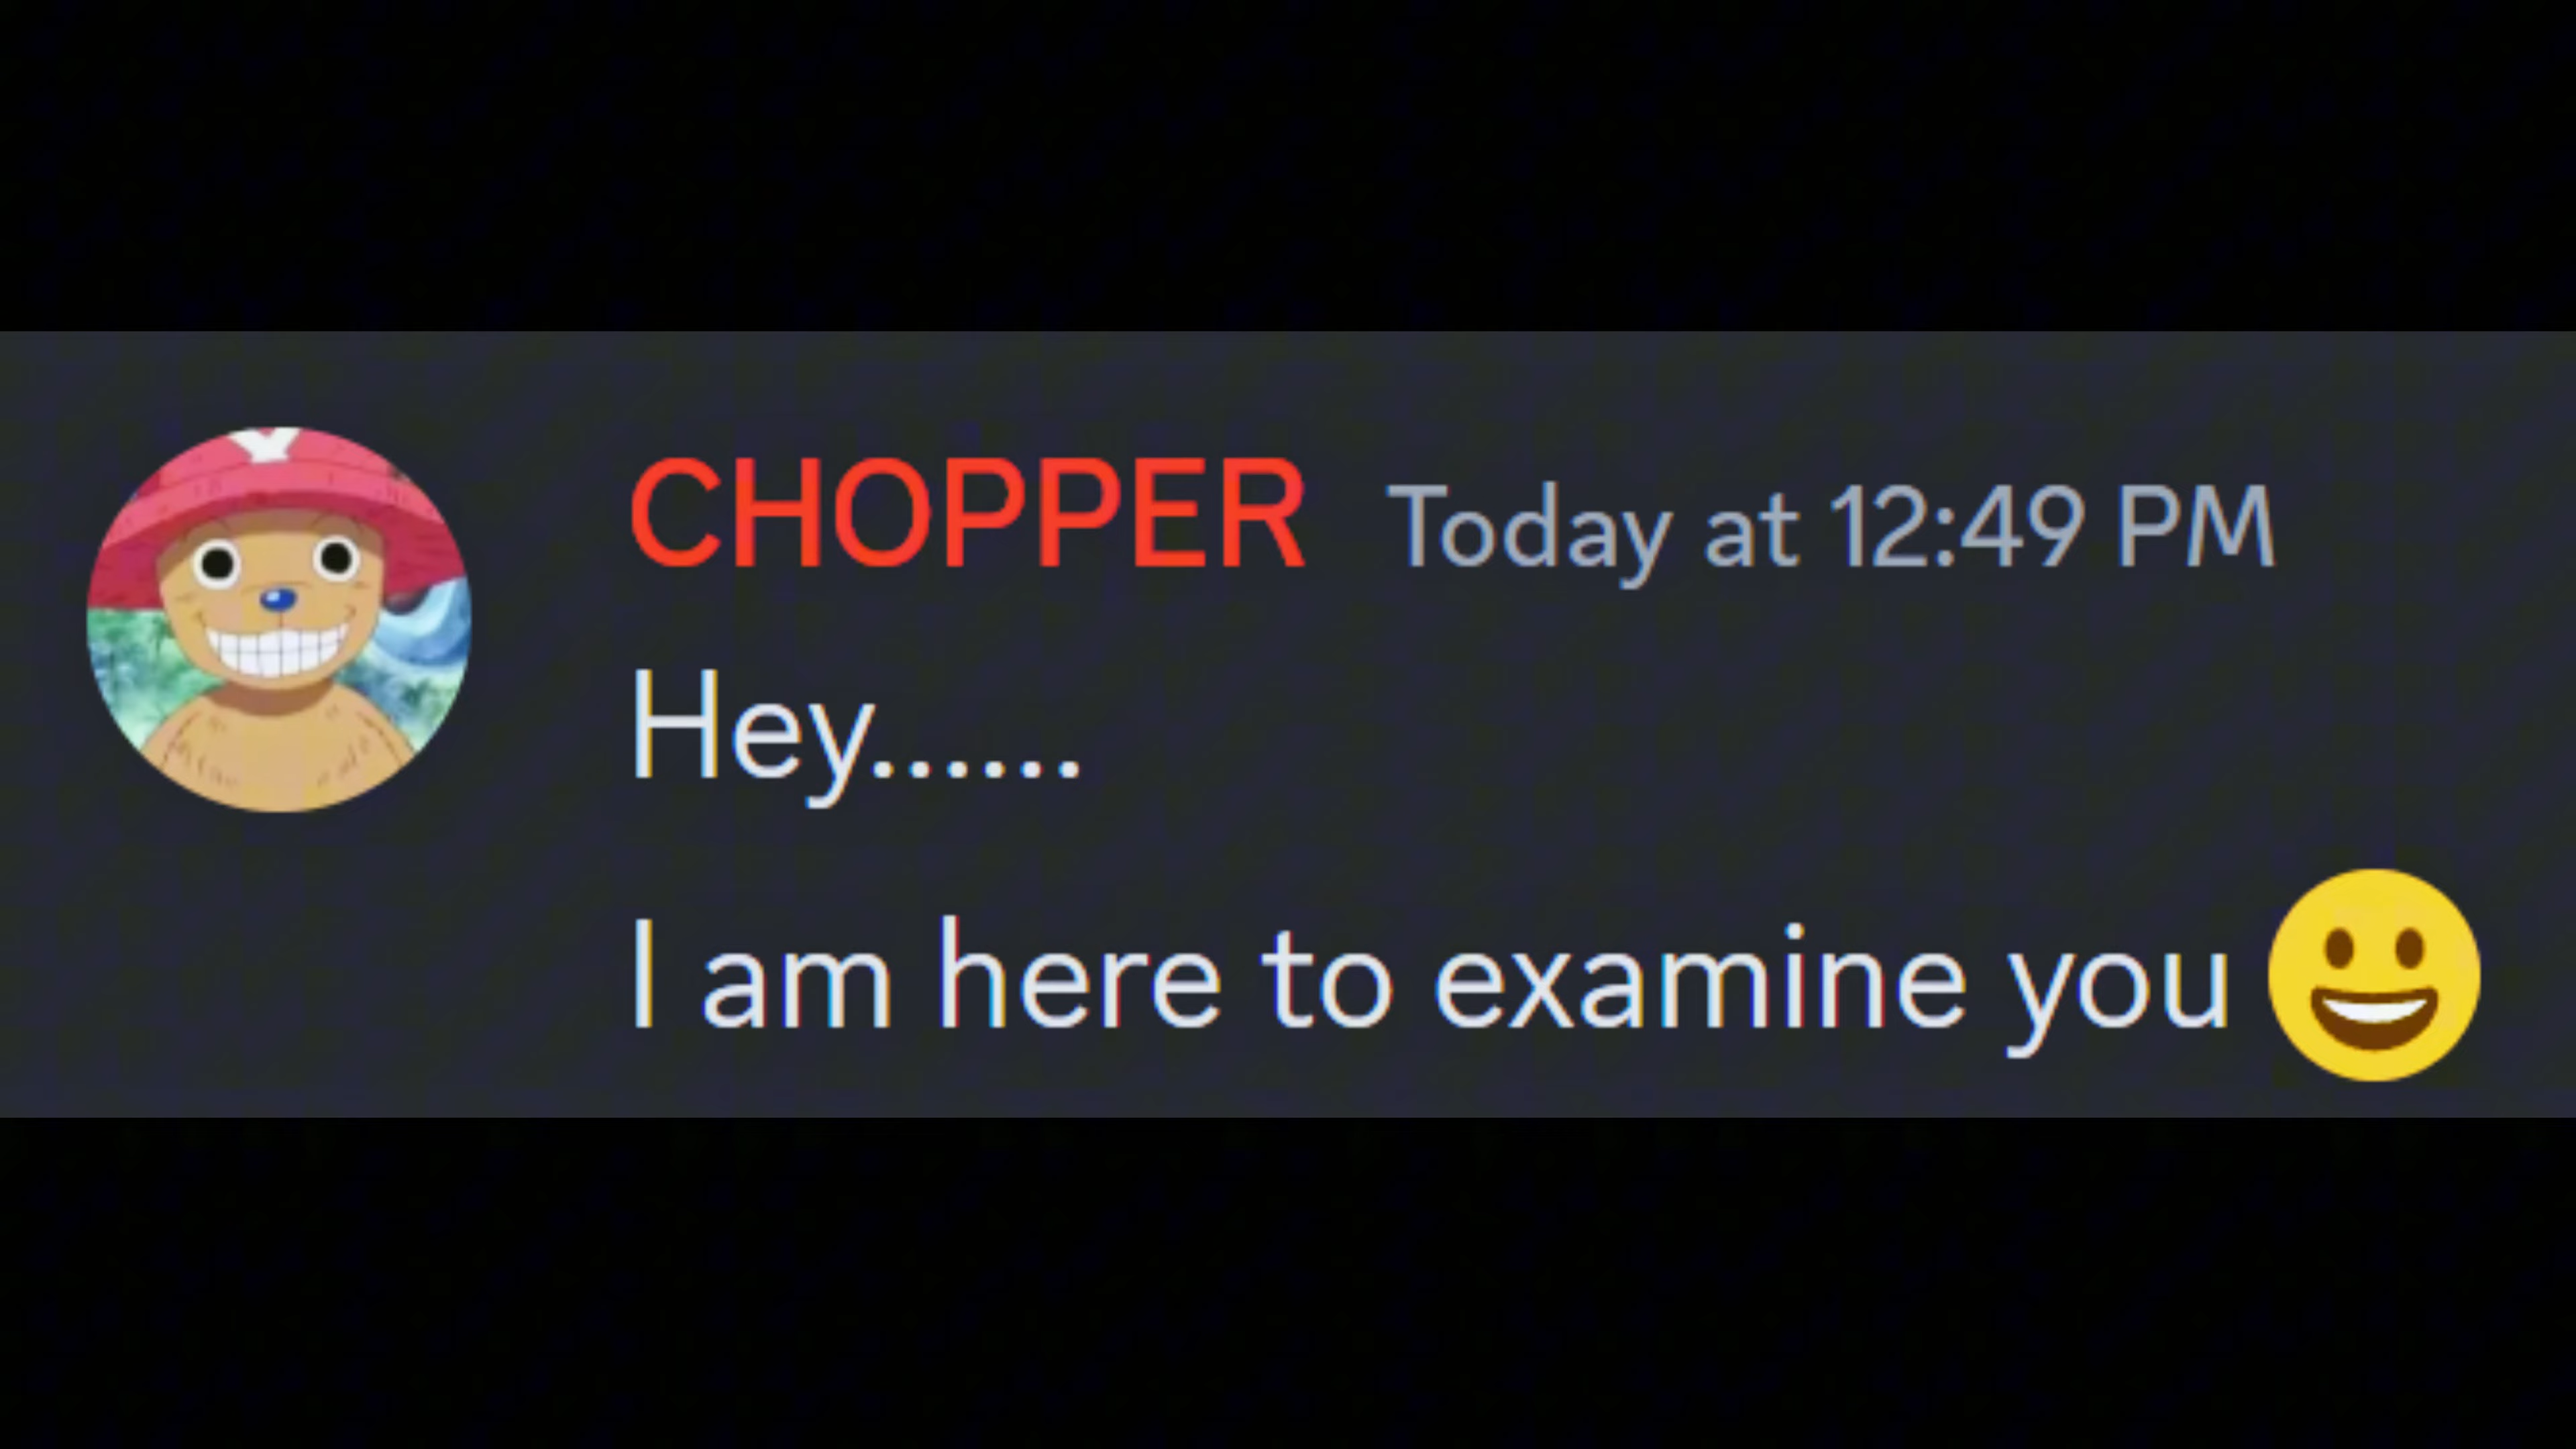 CHOPPER Today at 12:49 PM
Hey......
I am here to examine you 😃